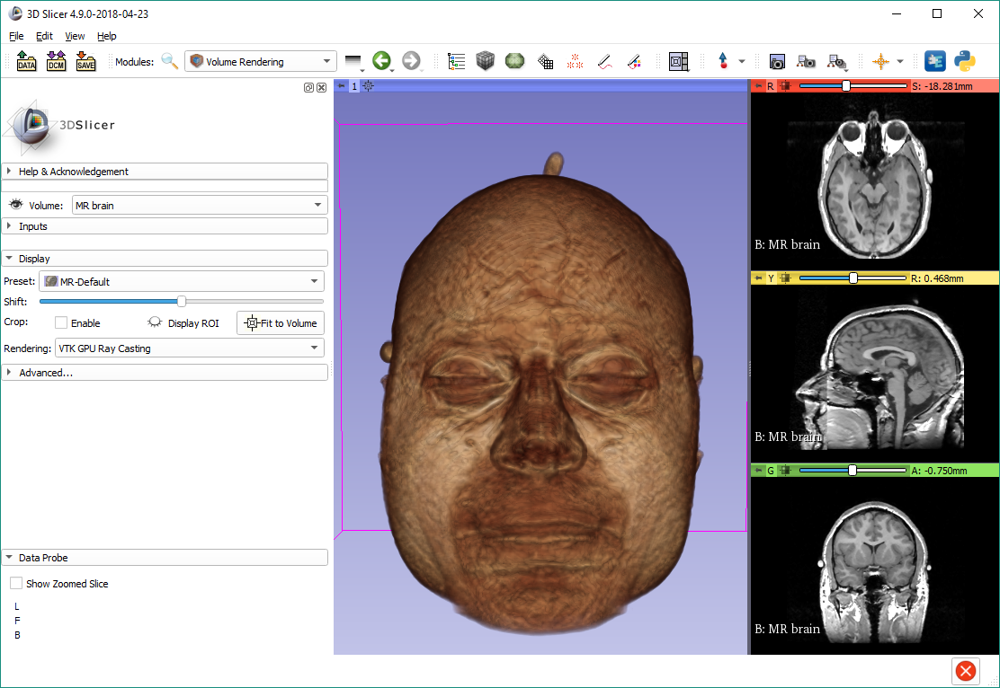 3D Slicer 4.9.0-2018-04-23
File Edit View Help
DATA DCM SAVE Modules: Volume Rendering
3DSlicer
Help & Acknowledgement
Volume: MR brain
Inputs
Display
Preset: MR-Default
Shift:
Crop: Enable Display ROI Fit to Volume
Rendering: VTK GPU Ray Casting
Advanced...
Data Probe
Show Zoomed Slice
L
F
B
1
R S: -18.281mm
B: MR brain
Y R: 0.468mm
B: MR brain
G A: -0.750mm
B: MR brain